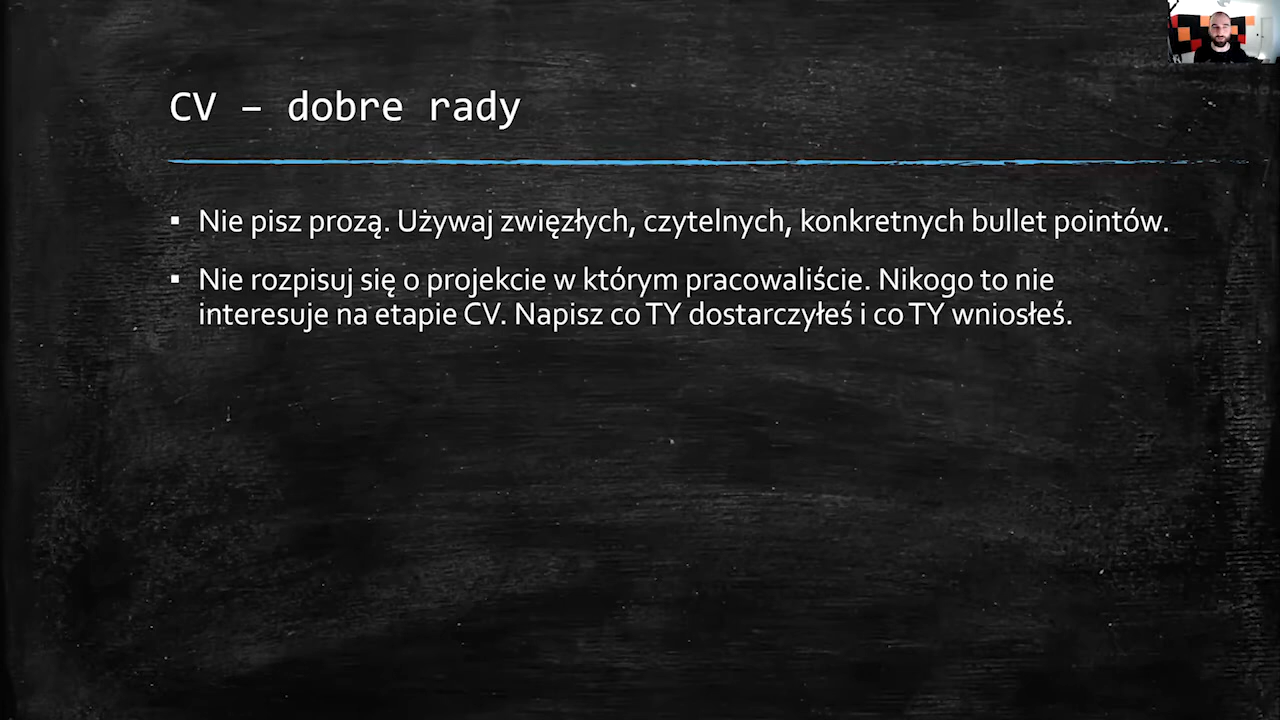 CV – dobre rady
▪ Nie pisz prozą. Używaj zwięzłych, czytelnych, konkretnych bullet pointów.
▪ Nie rozpisuj się o projekcie w którym pracowaliście. Nikogo to nie
interesuje na etapie CV. Napisz co TY dostarczyłeś i co TY wniosłeś.